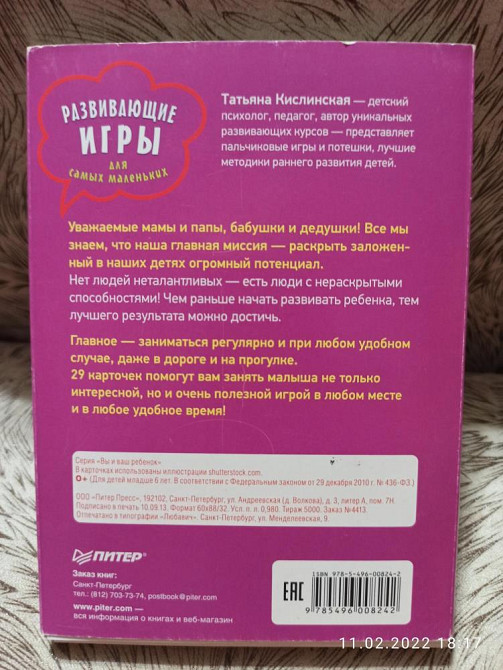 РАЗВИВАЮЩИЕ
ИГРЫ
для
самых маленьких
Татьяна Кислинская — детский
психолог, педагог, автор уникальных
развивающих курсов — представляет
пальчиковые игры и потешки, лучшие
методики раннего развития детей.
Уважаемые мамы и папы, бабушки и дедушки! Все мы
знаем, что наша главная миссия — раскрыть заложен-
ный в наших детях огромный потенциал.
Нет людей неталантливых — есть люди с нераскрытыми
способностями! Чем раньше начать развивать ребенка, тем
лучшего результата можно достичь.
Главное — заниматься регулярно и при любом удобном
случае, даже в дороге и на прогулке.
29 карточек помогут вам занять малыша не только
интересной, но и очень полезной игрой в любом месте
и в любое удобное время!
Серия «Вы и ваш ребенок».
В карточках использованы иллюстрации shutterstock.com.
0+ (Для детей младше 6 лет. В соответствии с Федеральным законом от 29 декабря 2010 г. № 436-ФЗ.)
ООО «Питер Пресс», 192102, Санкт-Петербург, ул. Андреевская (д. Волкова), д. 3, литер А, пом. 7Н.
Подписано в печать 10.09.13. Формат 60х88/32. Усл. п. л. 0,980. Тираж 5000. Заказ №4413.
Отпечатано в типографии «Любавич». Санкт-Петербург, ул. Менделеевская, 9.
ПИТЕР®
Заказ книг:
Санкт-Петербург
тел.: (812) 703-73-74, postbook@piter.com
www.piter.com —
вся информация о книгах и веб-магазин
EAC
ISBN 978-5-496-00824-2
9 785496 008242
11.02.2022 18:17